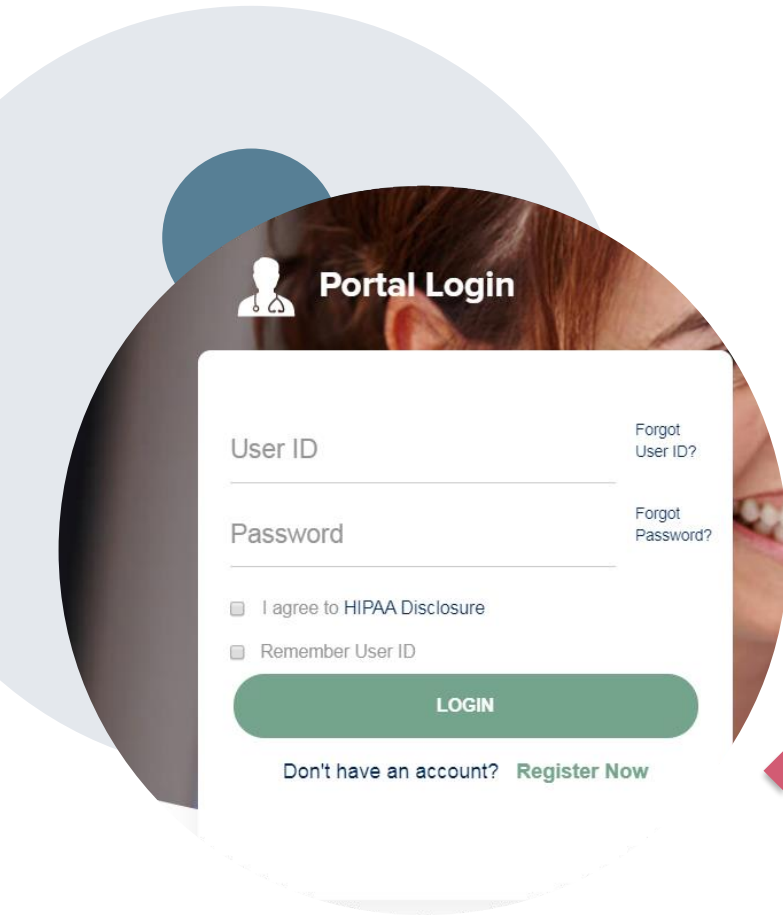 Portal Login
User ID
Forgot
User ID?
Password
Forgot
Password?
I agree to HIPAA Disclosure
Remember User ID
LOGIN
Don't have an account? Register Now